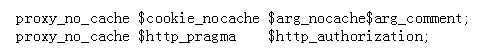 proxy_no_cache $cookie_nocache $arg_nocache$arg_comment;
proxy_no_cache $http_pragma    $http_authorization;